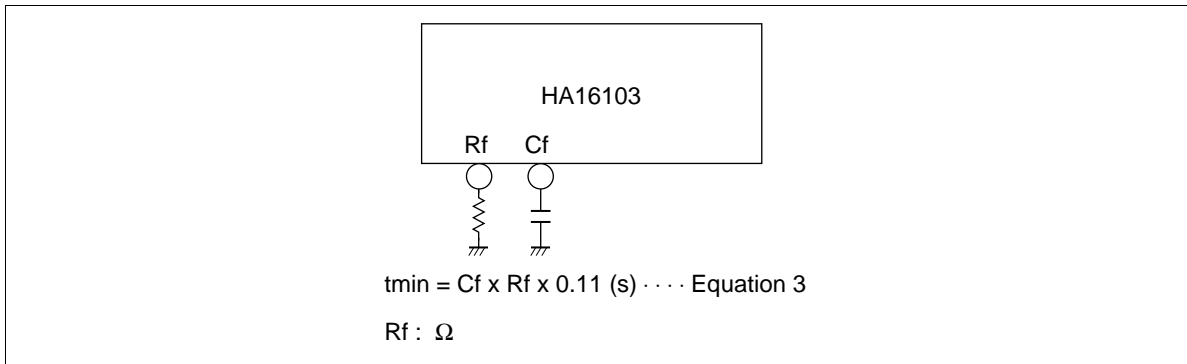 HA16103
Rf Cf
tmin = Cf x Rf x 0.11 (s) · · · · Equation 3
Rf : Ω